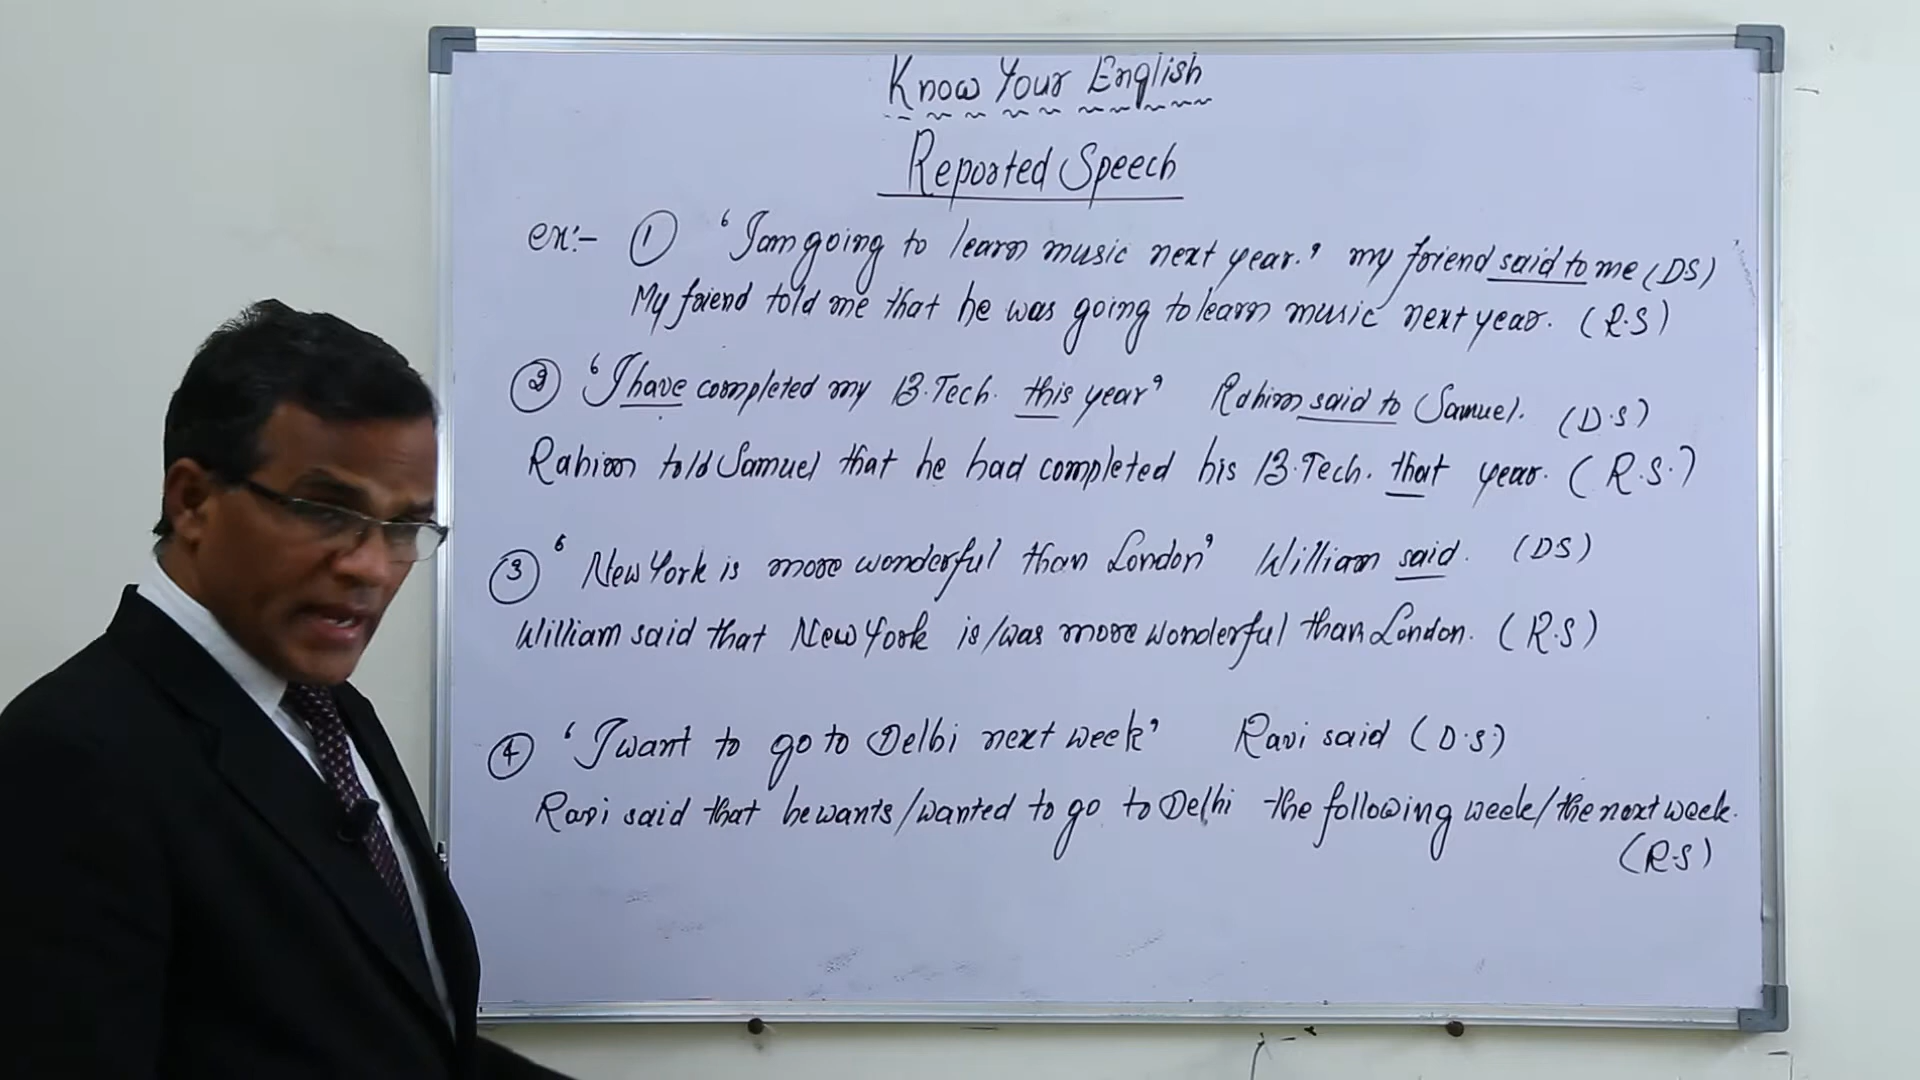 Know Your English
Reported Speech
ex:- ① ‘I am going to learn music next year.’ my friend said to me (DS)
My friend told me that he was going to learn music next year. (R.S)
② ‘I have completed my B.Tech. this year’ Rahim said to Samuel. (D.S)
Rahim told Samuel that he had completed his B.Tech. that year. (R.S.)
③ ‘New York is more wonderful than London’ William said. (DS)
William said that New York is/was more wonderful than London. (R.S)
④ ‘I want to go to Delhi next week’ Ravi said (D.S)
Ravi said that he wants/wanted to go to Delhi the following week/the next week.
(R.S)